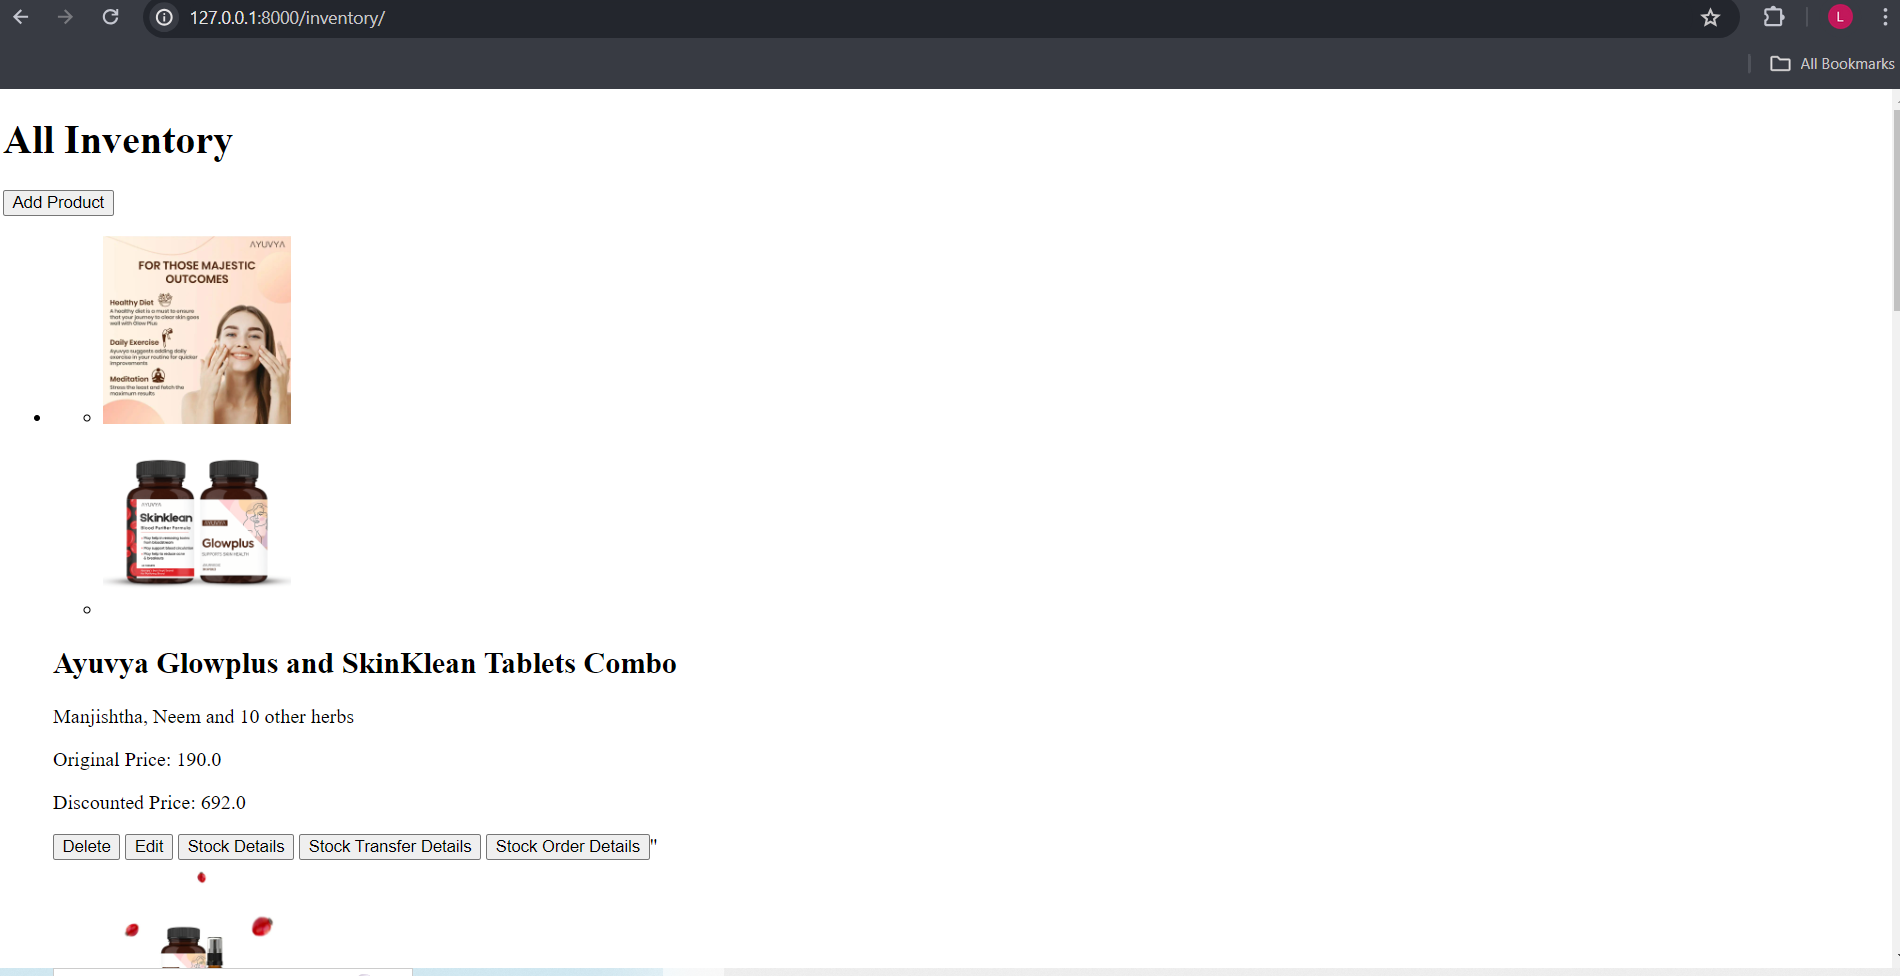 127.0.0.1:8000/inventory/
L
All Bookmarks
All Inventory
Add Product
AYUVYA
FOR THOSE MAJESTIC
OUTCOMES
Healthy Diet
A healthy diet is a must to ensure
that your journey to clear skin goes
well with Glow Plus
Daily Exercise
Ayuvya suggests adding daily
exercise in your routine for quicker
improvements
Meditation
Stress the least and fetch the
maximum results
AYUVYA
Skinklean
Blood Purifier Formula
AYUVYA
Glowplus
SUPPORTS SKIN HEALTH
Ayuvya Glowplus and SkinKlean Tablets Combo
Manjishtha, Neem and 10 other herbs
Original Price: 190.0
Discounted Price: 692.0
Delete Edit Stock Details Stock Transfer Details Stock Order Details"